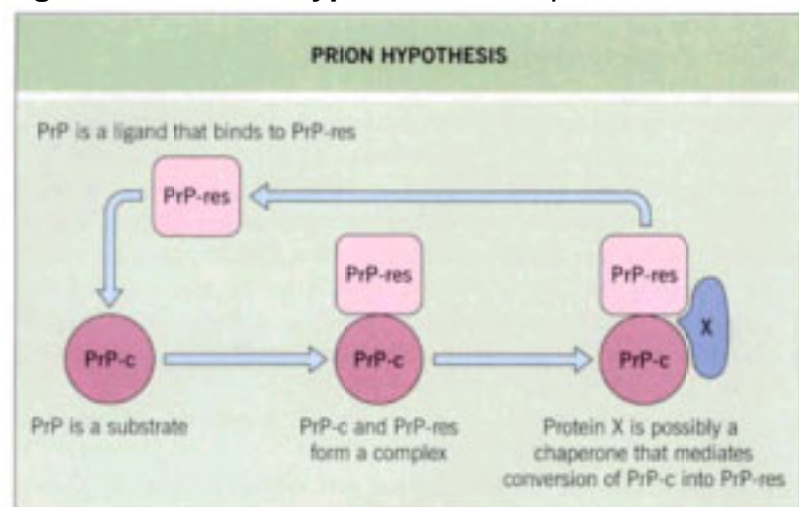 PRION HYPOTHESIS
PrP is a ligand that binds to PrP-res
PrP-res
PrP-res
PrP-res
X
PrP-c
PrP-c
PrP-c
PrP is a substrate
PrP-c and PrP-res
form a complex
Protein X is possibly a
chaperone that mediates
conversion of PrP-c into PrP-res